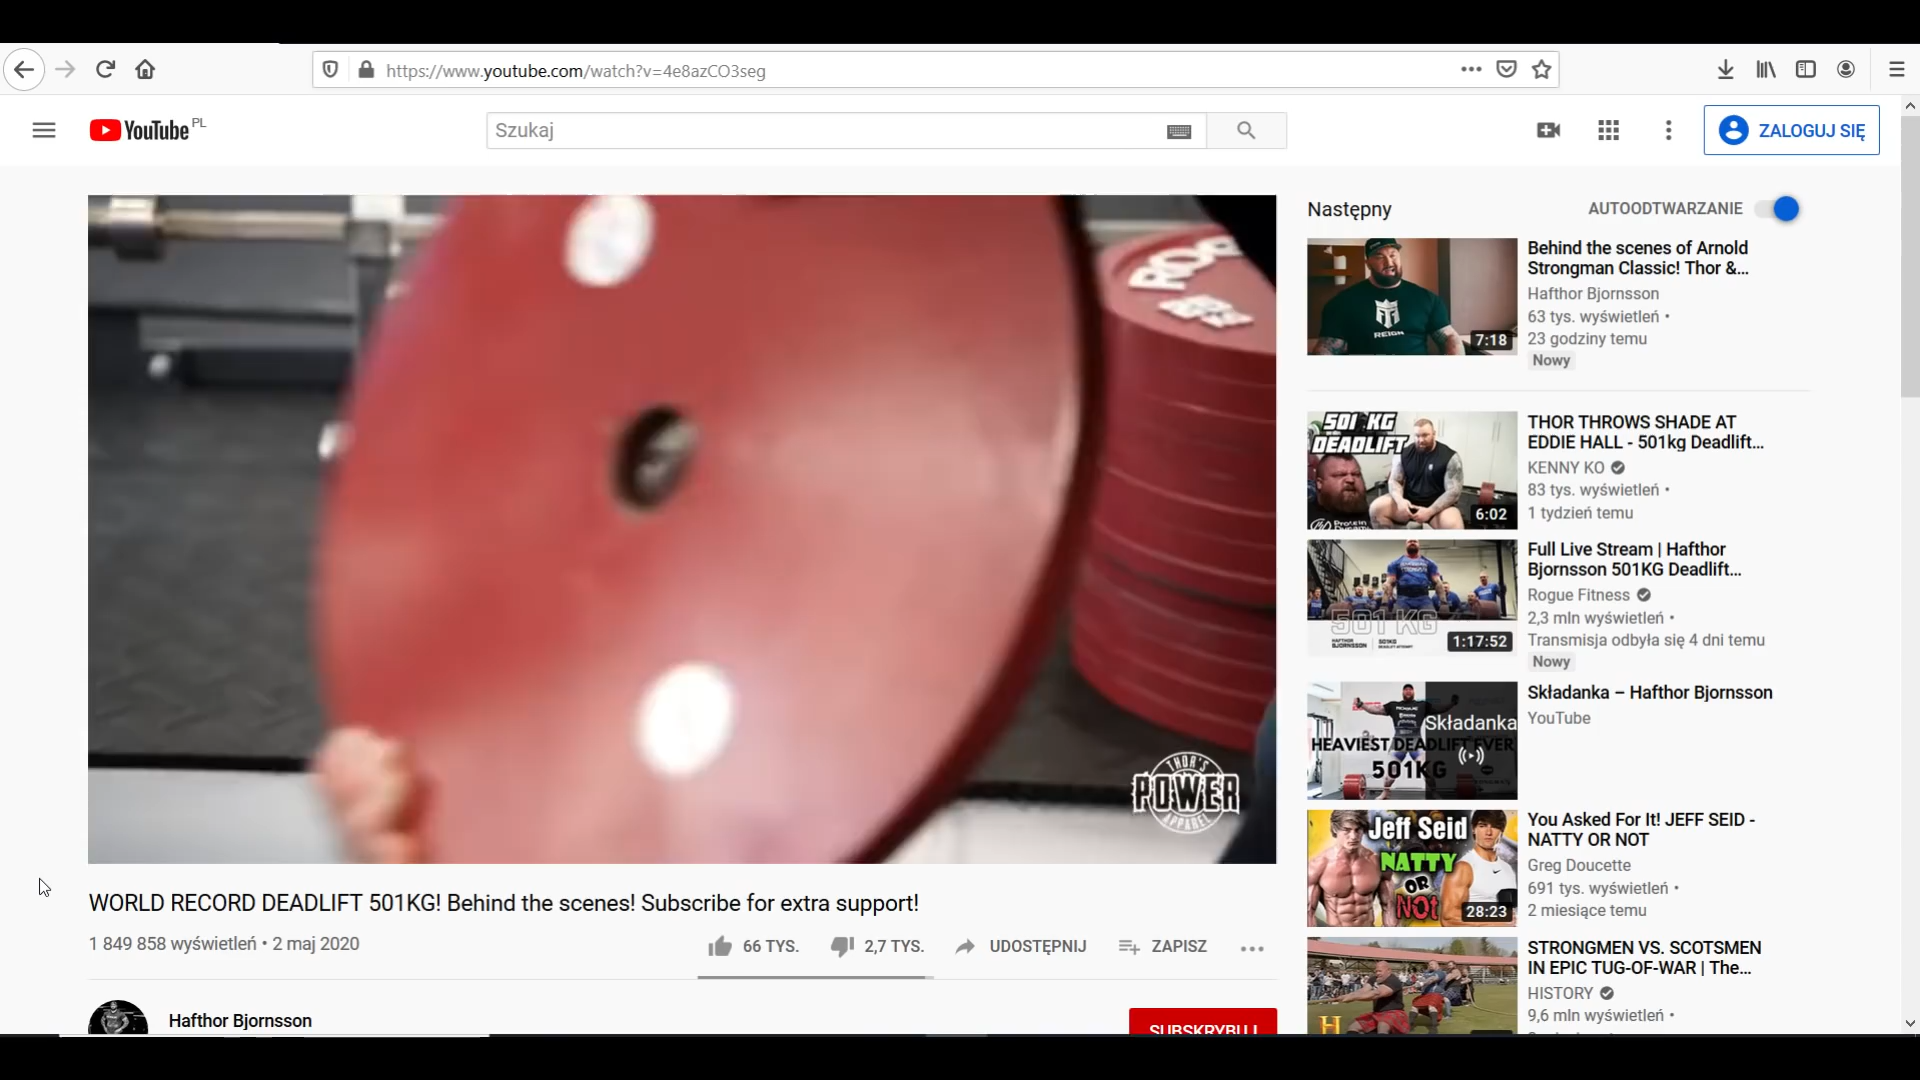 https://www.youtube.com/watch?v=4e8azCO3seg
YouTube PL
Szukaj
ZALOGUJ SIĘ
THOR'S
POWER
APPAREL
WORLD RECORD DEADLIFT 501KG! Behind the scenes! Subscribe for extra support!
1 849 858 wyświetleń • 2 maj 2020
66 TYS.
2,7 TYS.
UDOSTĘPNIJ
ZAPISZ
Hafthor Bjornsson
SUBSKRYBUJ
Następny
AUTOODTWARZANIE
REIGN
7:18
Behind the scenes of Arnold
Strongman Classic! Thor &...
Hafthor Bjornsson
63 tys. wyświetleń •
23 godziny temu
Nowy
501 KG
DEADLIFT
6:02
THOR THROWS SHADE AT
EDDIE HALL - 501kg Deadlift...
KENNY KO
83 tys. wyświetleń •
1 tydzień temu
501 KG
HAFTHOR
BJORNSSON
1:17:52
Full Live Stream | Hafthor
Bjornsson 501KG Deadlift...
Rogue Fitness
2,3 mln wyświetleń •
Transmisja odbyła się 4 dni temu
Nowy
Składanka
HEAVIEST DEADLIFT EVER
501KG
Składanka – Hafthor Bjornsson
YouTube
Jeff Seid
NATTY
OR
NOt
28:23
You Asked For It! JEFF SEID -
NATTY OR NOT
Greg Doucette
691 tys. wyświetleń •
2 miesiące temu
H
STRONGMEN VS. SCOTSMEN
IN EPIC TUG-OF-WAR | The...
HISTORY
9,6 mln wyświetleń •